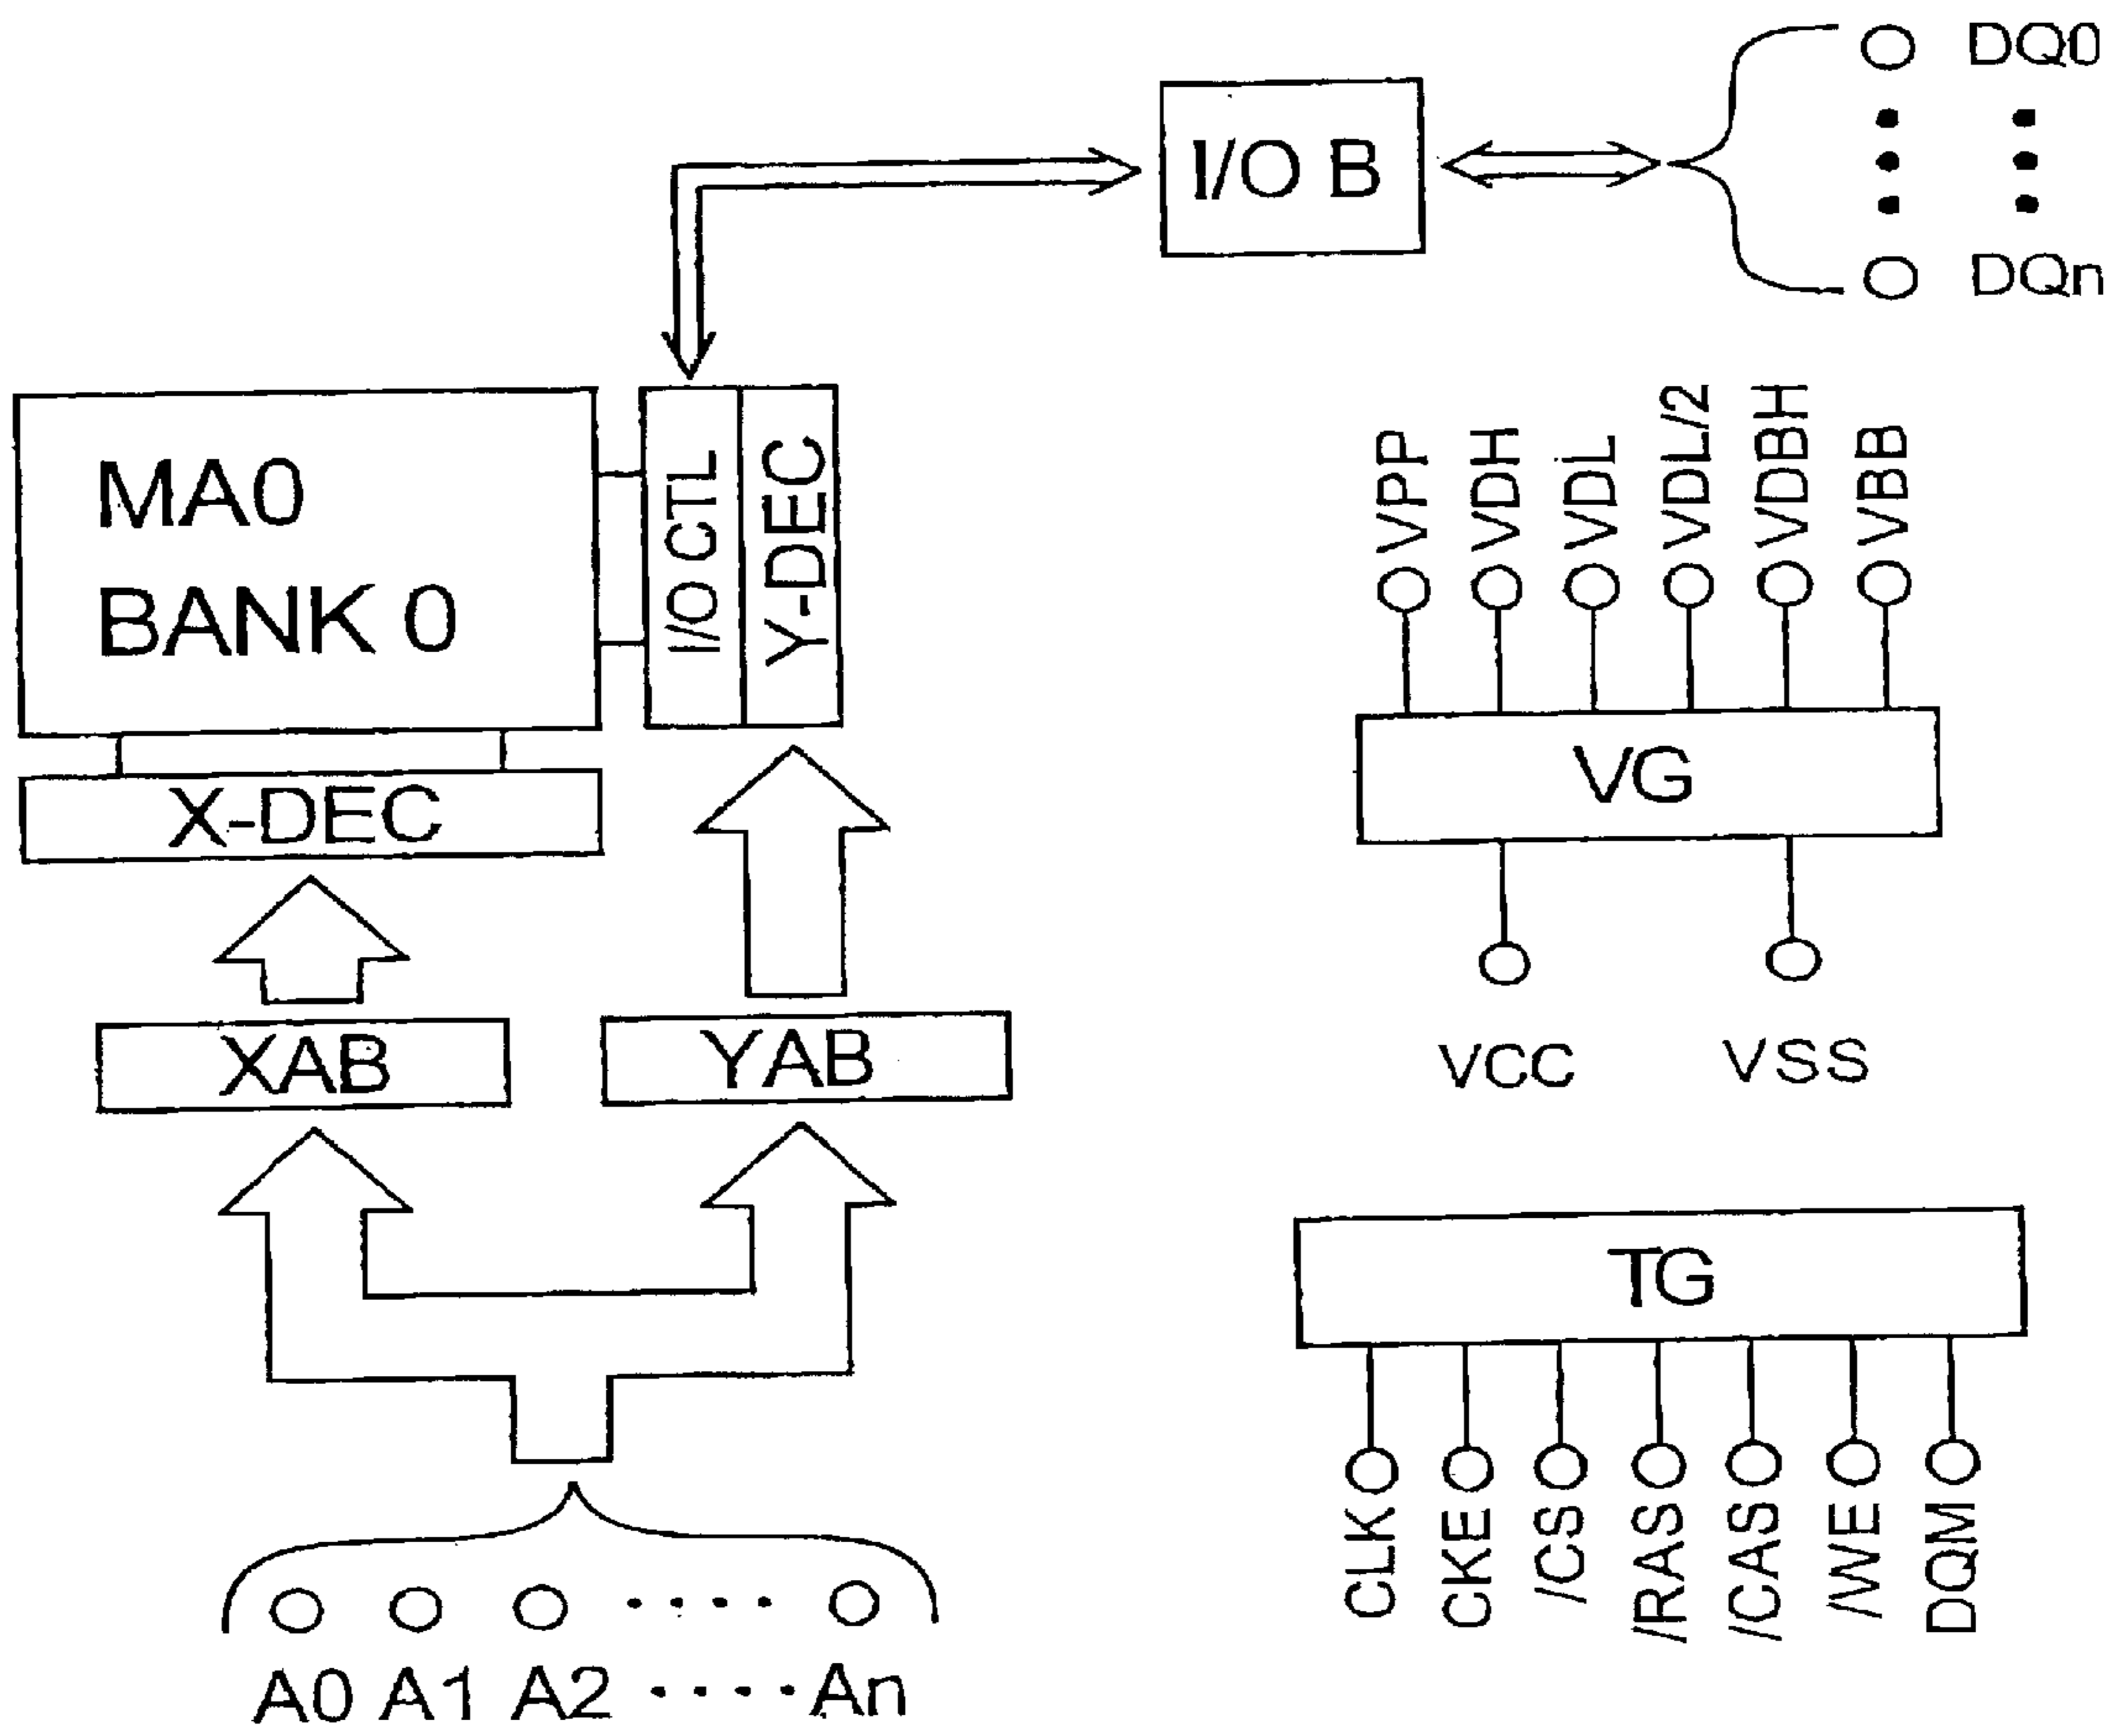 DQ0
I/O B
DQn
MA0
BANK 0
I/O CTL
Y-DEC
VPP
VDH
VDL
VDL/2
VDBH
VBB
X-DEC
VG
XAB
YAB
VCC
VSS
TG
CLK
CKE
/CS
/RAS
/CAS
/WE
DQM
A0 A1 A2 ···· An